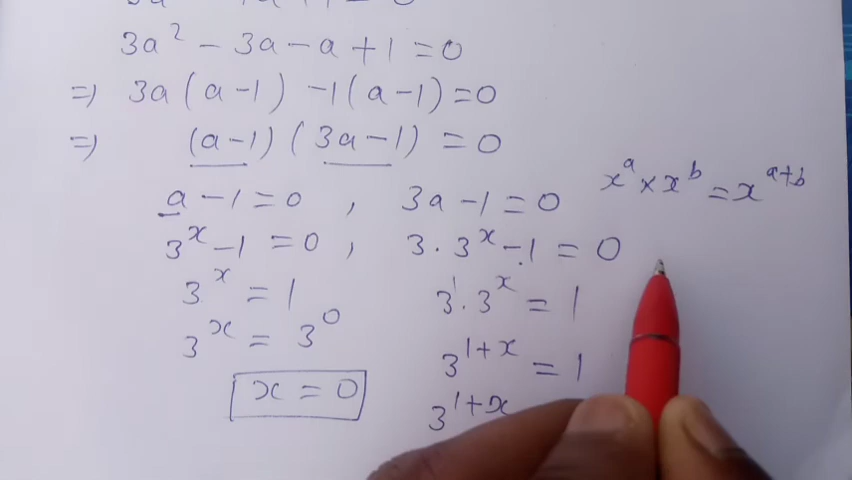 3a² - 3a - a + 1 = 0
=) 3a(a-1) -1(a-1) = 0
=) (a-1)(3a-1) = 0
xᵃ × xᵇ = xᵃ⁺ᵇ
a - 1 = 0 , 3a - 1 = 0
3ˣ - 1 = 0 , 3 · 3ˣ - 1 = 0
3ˣ = 1
3¹ · 3ˣ = 1
3ˣ = 3⁰
3¹⁺ˣ = 1
x = 0
3¹⁺ˣ